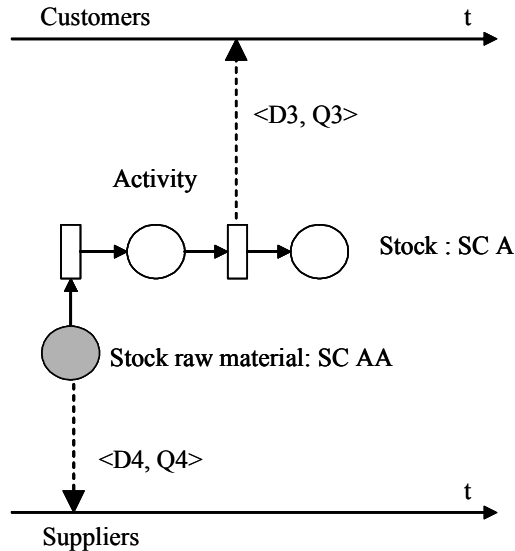 Customers t
<D3, Q3>
Activity
Stock : SC A
Stock raw material: SC AA
<D4, Q4>
t
Suppliers